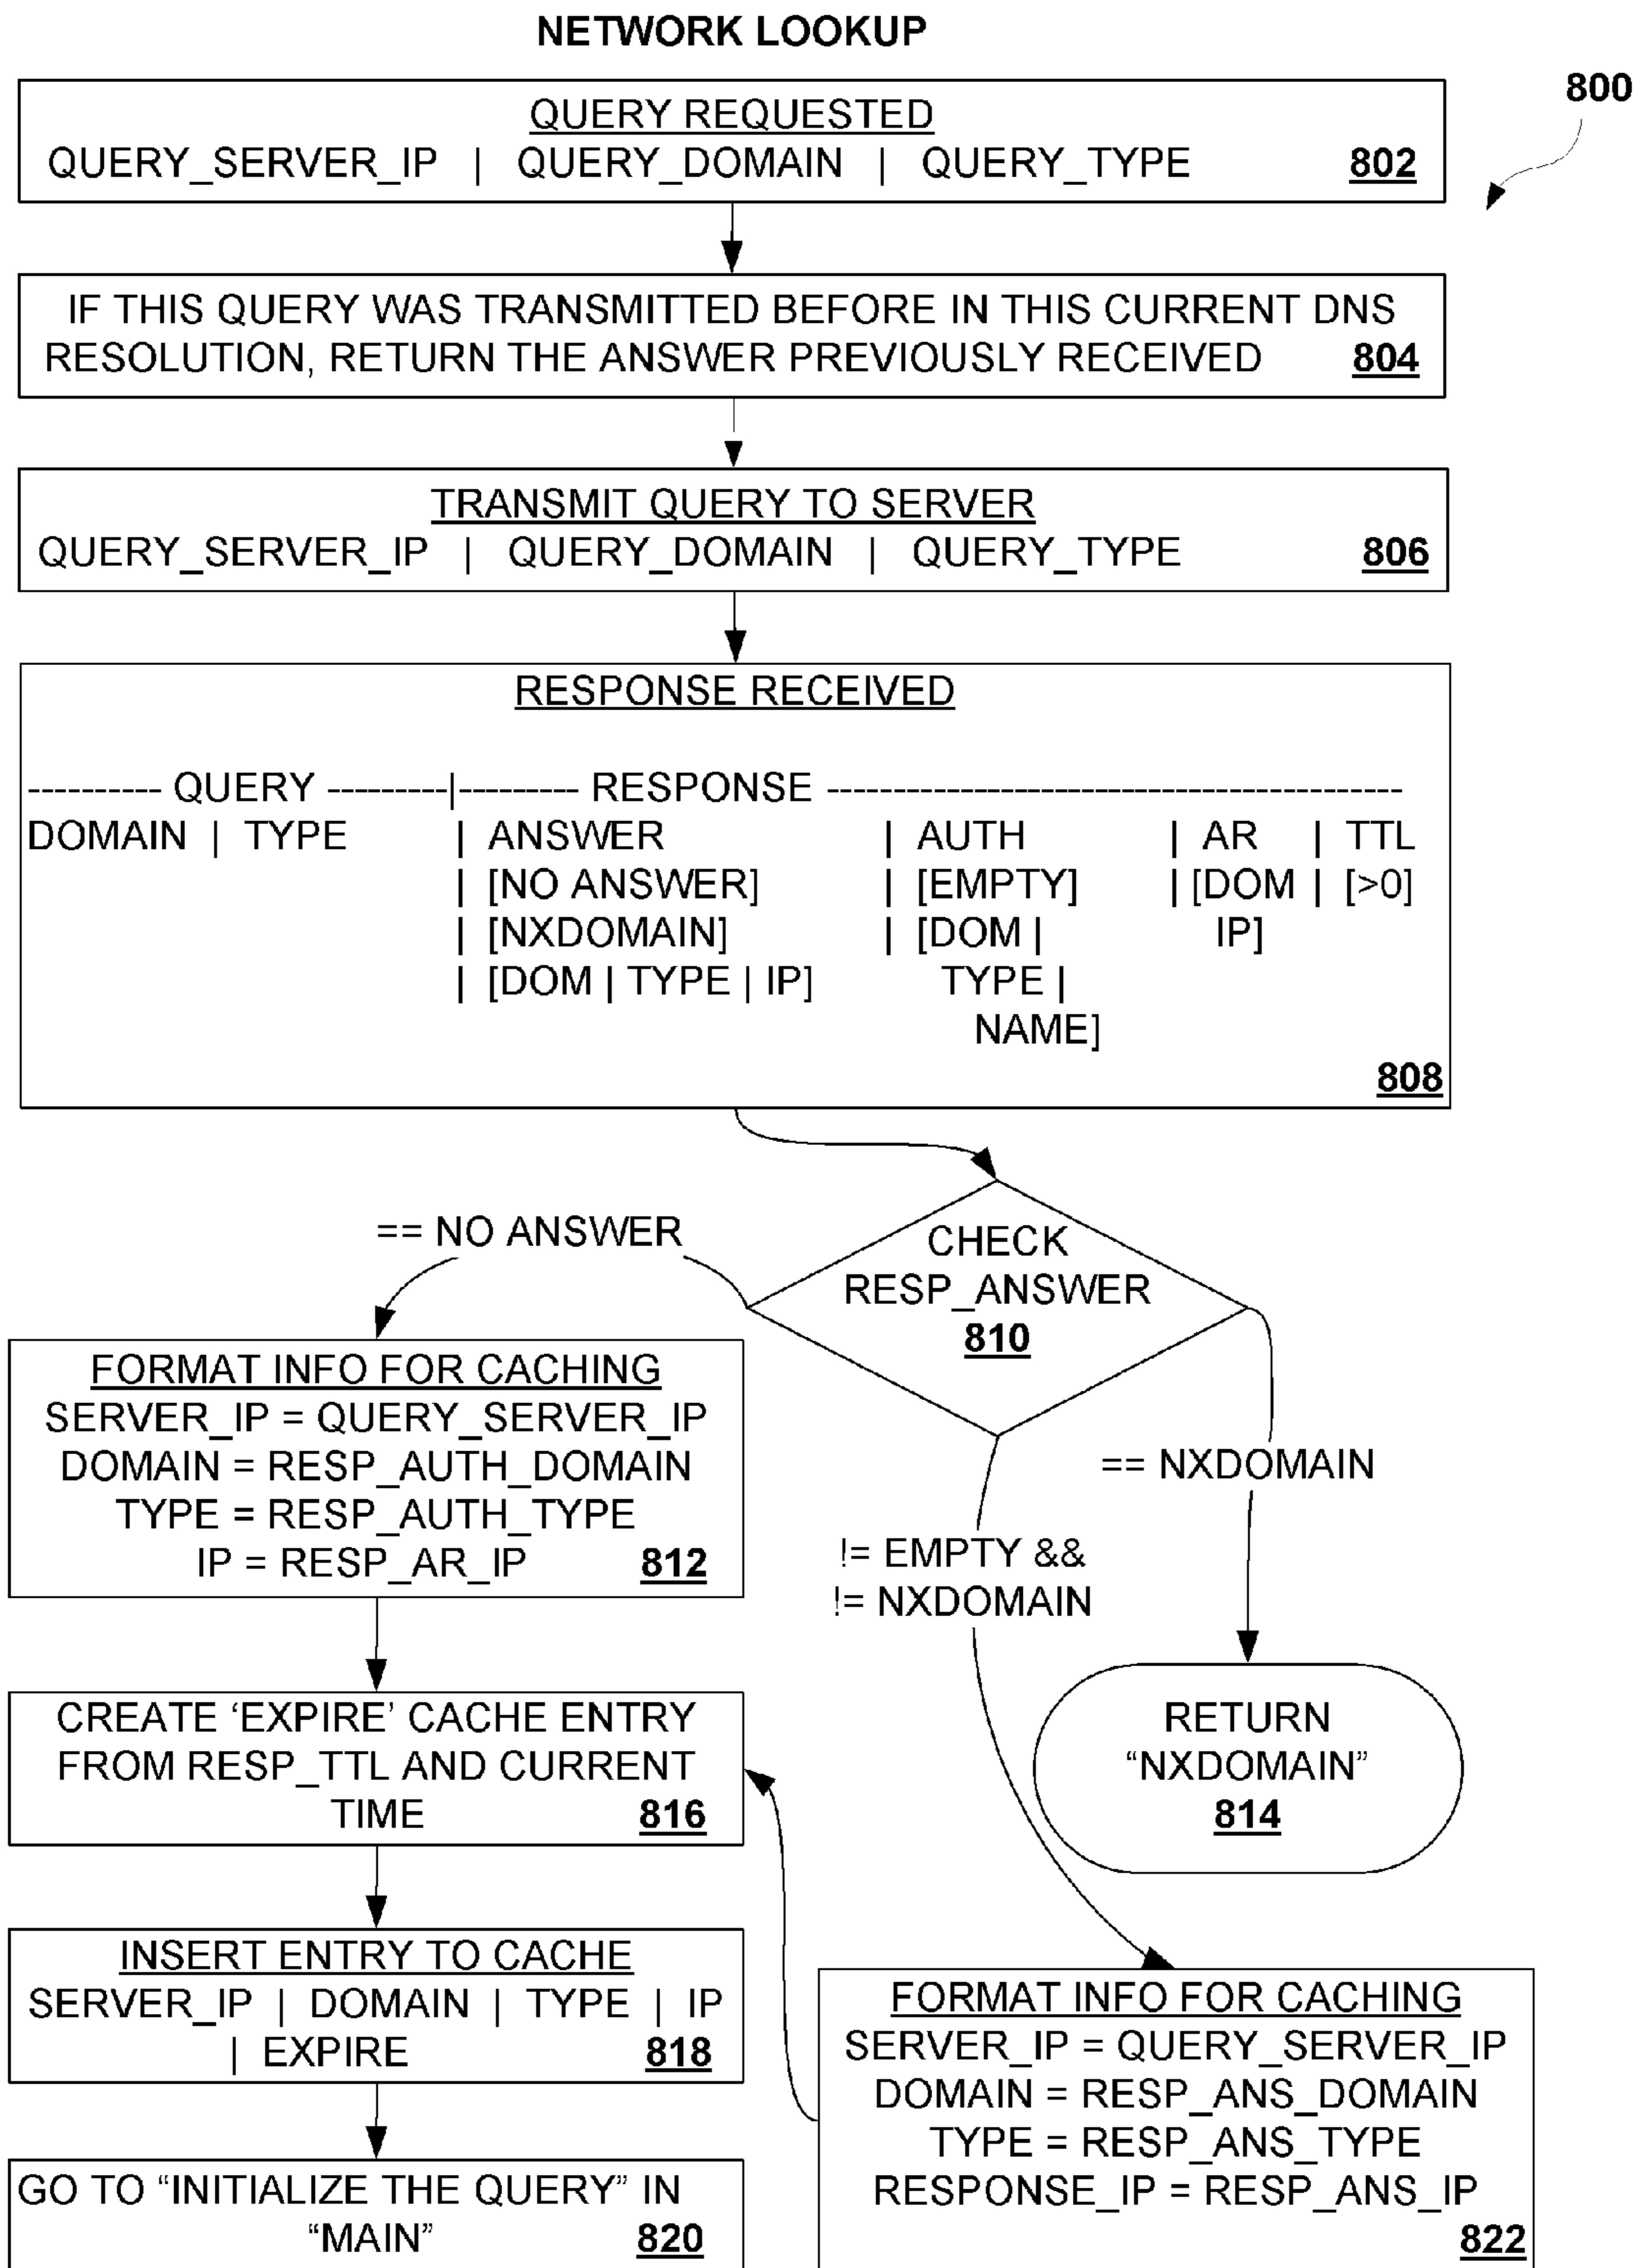 NETWORK LOOKUP
800
QUERY REQUESTED
QUERY_SERVER_IP | QUERY_DOMAIN | QUERY_TYPE 802
IF THIS QUERY WAS TRANSMITTED BEFORE IN THIS CURRENT DNS
RESOLUTION, RETURN THE ANSWER PREVIOUSLY RECEIVED 804
TRANSMIT QUERY TO SERVER
QUERY_SERVER_IP | QUERY_DOMAIN | QUERY_TYPE 806
RESPONSE RECEIVED
---------- QUERY ---------|--------- RESPONSE -------------------------------------------
DOMAIN | TYPE | ANSWER | AUTH | AR | TTL
| [NO ANSWER] | [EMPTY] | [DOM | [>0]
| [NXDOMAIN] | [DOM | IP]
| [DOM | TYPE | IP] TYPE |
NAME]
808
CHECK
RESP_ANSWER
810
== NO ANSWER
== NXDOMAIN
!= EMPTY &&
!= NXDOMAIN
FORMAT INFO FOR CACHING
SERVER_IP = QUERY_SERVER_IP
DOMAIN = RESP_AUTH_DOMAIN
TYPE = RESP_AUTH_TYPE
IP = RESP_AR_IP 812
RETURN
“NXDOMAIN”
814
CREATE ‘EXPIRE’ CACHE ENTRY
FROM RESP_TTL AND CURRENT
TIME 816
INSERT ENTRY TO CACHE
SERVER_IP | DOMAIN | TYPE | IP
| EXPIRE 818
GO TO “INITIALIZE THE QUERY” IN
“MAIN” 820
FORMAT INFO FOR CACHING
SERVER_IP = QUERY_SERVER_IP
DOMAIN = RESP_ANS_DOMAIN
TYPE = RESP_ANS_TYPE
RESPONSE_IP = RESP_ANS_IP
822